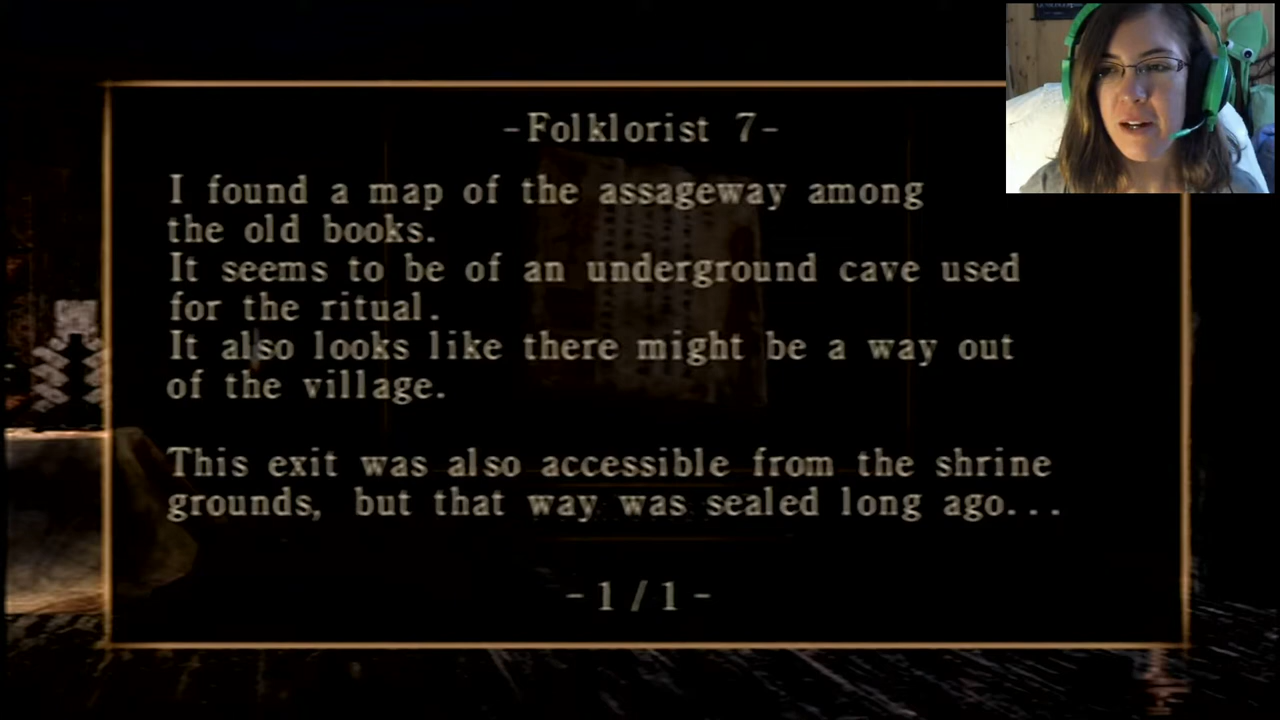 -Folklorist 7-
I found a map of the assageway among
the old books.
It seems to be of an underground cave used
for the ritual.
It also looks like there might be a way out
of the village.
This exit was also accessible from the shrine
grounds, but that way was sealed long ago...
-1/1-